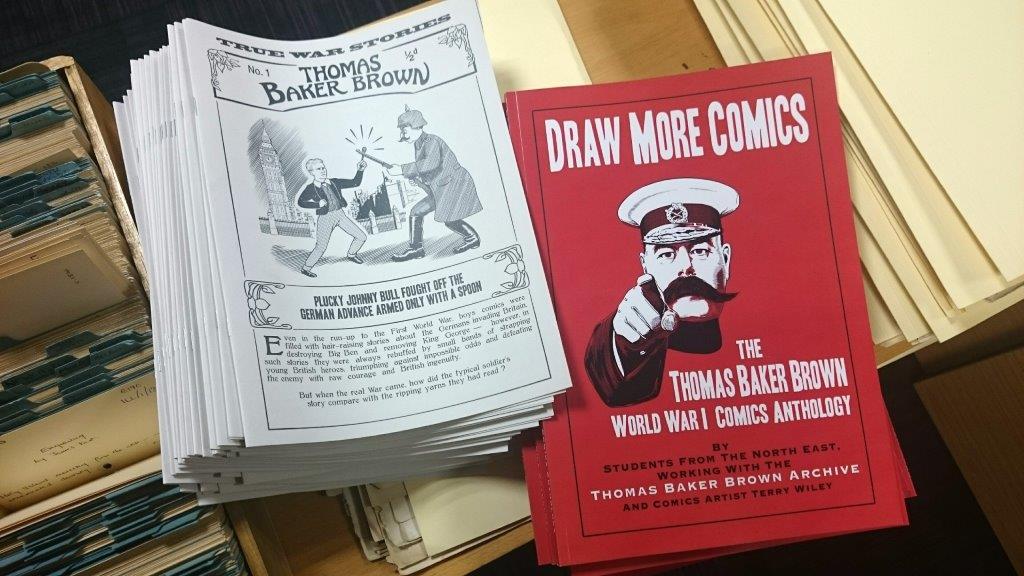 TRUE WAR STORIES
No. 1
THOMAS
½d
BAKER BROWN
PLUCKY JOHNNY BULL FOUGHT OFF THE
GERMAN ADVANCE ARMED ONLY WITH A SPOON
Even in the run-up to the First World War, boys comics were
filled with hair-raising stories about the Germans invading Britain,
destroying Big Ben and removing King George — however, in
such stories they were always rebuffed by small bands of strapping
young British heroes, triumphing against impossible odds and defeating
the enemy with raw courage and British ingenuity.
But when the real War came, how did the typical soldier's
story compare with the ripping yarns they had read?
DRAW MORE COMICS
THE
THOMAS BAKER BROWN
WORLD WAR I COMICS ANTHOLOGY
BY
STUDENTS FROM THE NORTH EAST,
WORKING WITH THE
THOMAS BAKER BROWN ARCHIVE
AND COMICS ARTIST TERRY WILEY